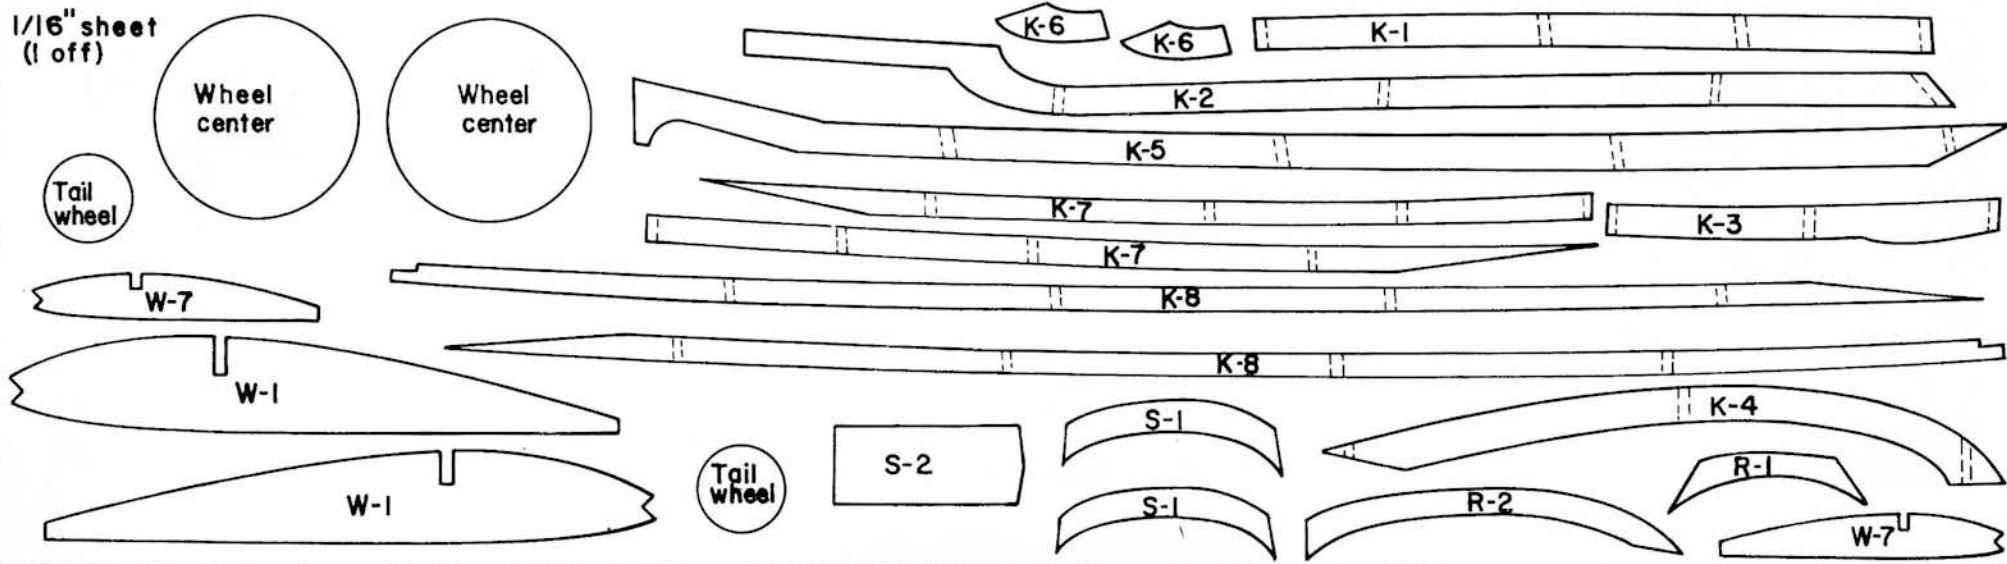 1/16" sheet
(1 off)
Wheel
center
Wheel
center
K-6
K-6
K-1
K-2
K-5
Tail
wheel
K-7
K-3
K-7
W-7
K-8
K-8
W-1
K-4
S-1
S-2
Tail
wheel
R-1
W-1
S-1
R-2
W-7